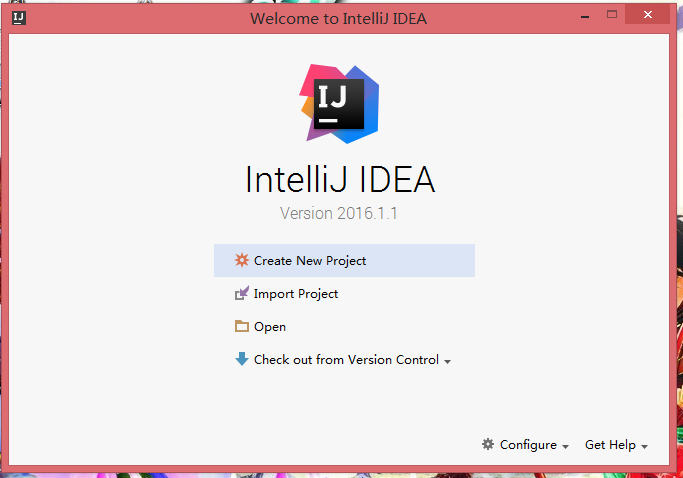 IJ
Welcome to IntelliJ IDEA
IJ
IntelliJ IDEA
Version 2016.1.1
Create New Project
Import Project
Open
Check out from Version Control
Configure
Get Help